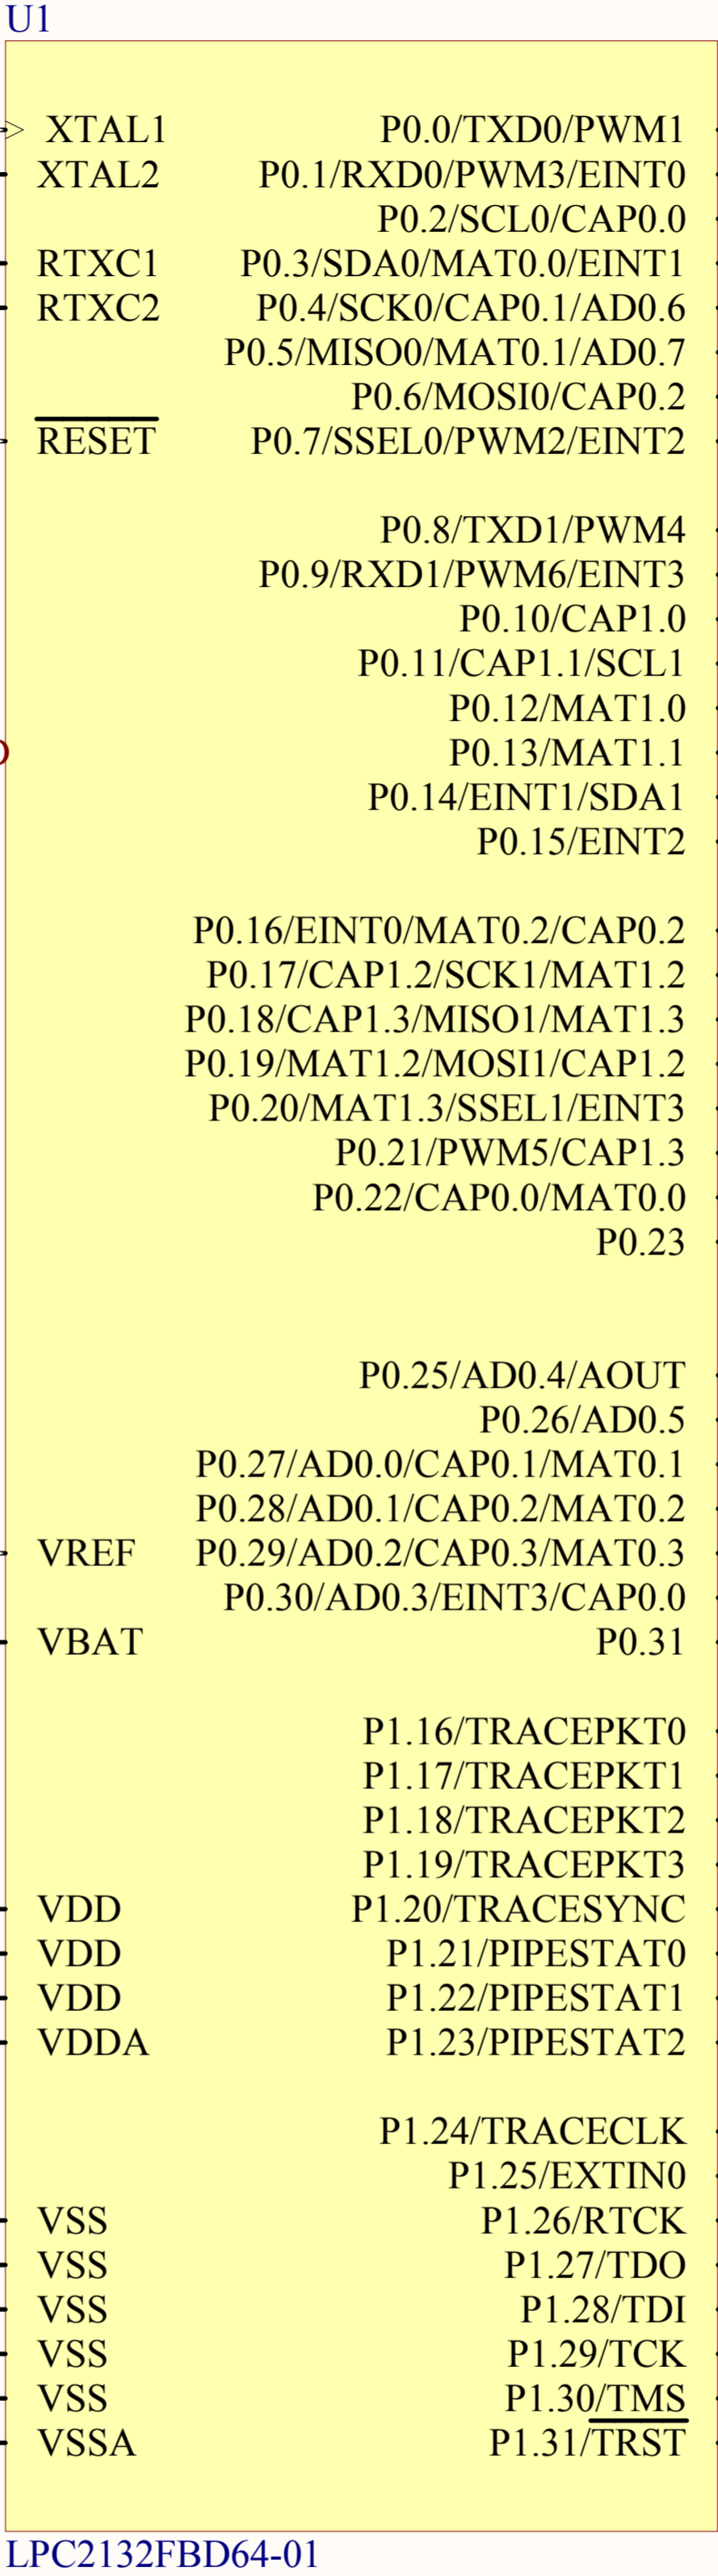 U1
XTAL1 P0.0/TXD0/PWM1
XTAL2 P0.1/RXD0/PWM3/EINT0
P0.2/SCL0/CAP0.0
RTXC1 P0.3/SDA0/MAT0.0/EINT1
RTXC2 P0.4/SCK0/CAP0.1/AD0.6
P0.5/MISO0/MAT0.1/AD0.7
P0.6/MOSI0/CAP0.2
RESET P0.7/SSEL0/PWM2/EINT2
P0.8/TXD1/PWM4
P0.9/RXD1/PWM6/EINT3
P0.10/CAP1.0
P0.11/CAP1.1/SCL1
P0.12/MAT1.0
P0.13/MAT1.1
P0.14/EINT1/SDA1
P0.15/EINT2
P0.16/EINT0/MAT0.2/CAP0.2
P0.17/CAP1.2/SCK1/MAT1.2
P0.18/CAP1.3/MISO1/MAT1.3
P0.19/MAT1.2/MOSI1/CAP1.2
P0.20/MAT1.3/SSEL1/EINT3
P0.21/PWM5/CAP1.3
P0.22/CAP0.0/MAT0.0
P0.23
P0.25/AD0.4/AOUT
P0.26/AD0.5
P0.27/AD0.0/CAP0.1/MAT0.1
P0.28/AD0.1/CAP0.2/MAT0.2
VREF P0.29/AD0.2/CAP0.3/MAT0.3
P0.30/AD0.3/EINT3/CAP0.0
VBAT P0.31
P1.16/TRACEPKT0
P1.17/TRACEPKT1
P1.18/TRACEPKT2
P1.19/TRACEPKT3
VDD P1.20/TRACESYNC
VDD P1.21/PIPESTAT0
VDD P1.22/PIPESTAT1
VDDA P1.23/PIPESTAT2
P1.24/TRACECLK
P1.25/EXTIN0
VSS P1.26/RTCK
VSS P1.27/TDO
VSS P1.28/TDI
VSS P1.29/TCK
VSS P1.30/TMS
VSSA P1.31/TRST
LPC2132FBD64-01